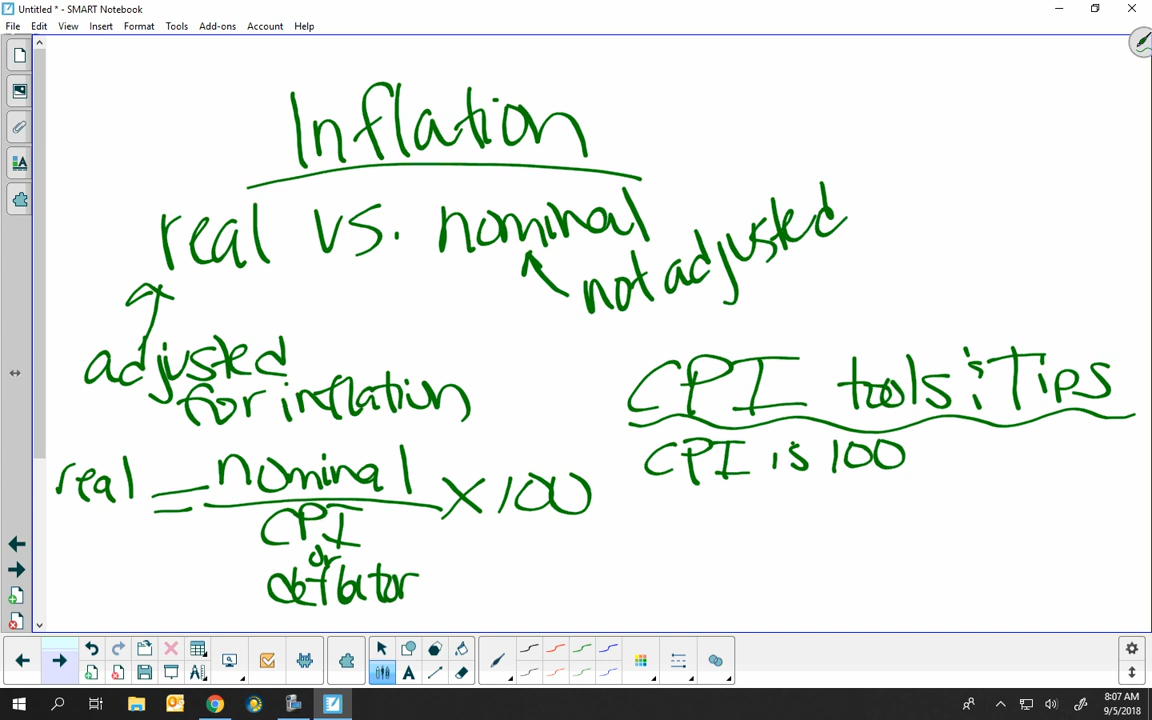 Untitled * - SMART Notebook
File Edit View Insert Format Tools Add-ons Account Help
Inflation
real vs. nominal
not adjusted
adjusted
for inflation
CPI tools & Tips
CPI is 100
real = nominal × 100
CPI
or
deflator
8:07 AM
9/5/2018